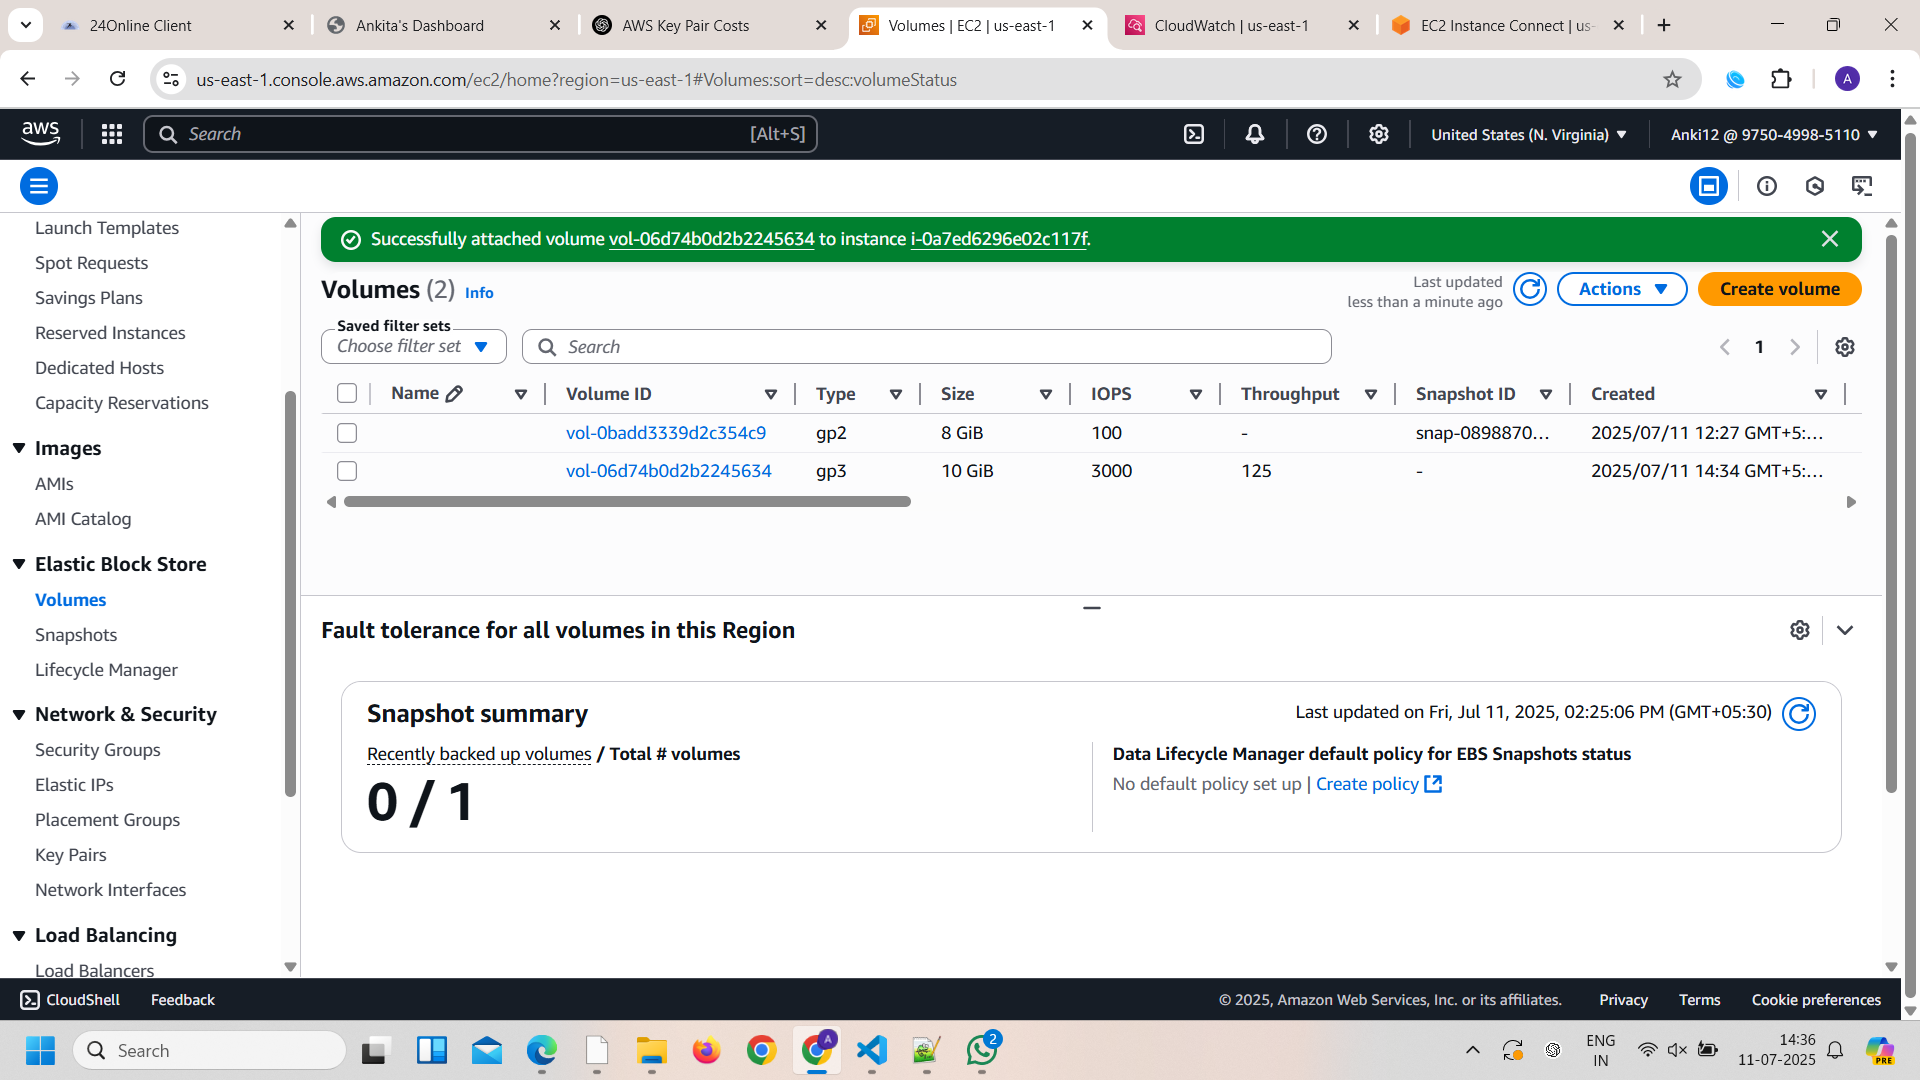 24Online Client
Ankita's Dashboard
AWS Key Pair Costs
Volumes | EC2 | us-east-1
CloudWatch | us-east-1
EC2 Instance Connect | us-
us-east-1.console.aws.amazon.com/ec2/home?region=us-east-1#Volumes:sort=desc:volumeStatus
A
aws
Search
[Alt+S]
United States (N. Virginia)
Anki12 @ 9750-4998-5110
Launch Templates
Spot Requests
Savings Plans
Reserved Instances
Dedicated Hosts
Capacity Reservations
Images
AMIs
AMI Catalog
Elastic Block Store
Volumes
Snapshots
Lifecycle Manager
Network & Security
Security Groups
Elastic IPs
Placement Groups
Key Pairs
Network Interfaces
Load Balancing
Load Balancers
Successfully attached volume vol-06d74b0d2b2245634 to instance i-0a7ed6296e02c117f.
Volumes (2) Info
Last updated
less than a minute ago
Actions
Create volume
Saved filter sets
Choose filter set
Search
1
Name Volume ID Type Size IOPS Throughput Snapshot ID Created
vol-0badd3339d2c354c9 gp2 8 GiB 100 - snap-0898870... 2025/07/11 12:27 GMT+5:...
vol-06d74b0d2b2245634 gp3 10 GiB 3000 125 - 2025/07/11 14:34 GMT+5:...
Fault tolerance for all volumes in this Region
Snapshot summary
Last updated on Fri, Jul 11, 2025, 02:25:06 PM (GMT+05:30)
Recently backed up volumes / Total # volumes
0 / 1
Data Lifecycle Manager default policy for EBS Snapshots status
No default policy set up | Create policy
CloudShell
Feedback
© 2025, Amazon Web Services, Inc. or its affiliates.
Privacy
Terms
Cookie preferences
Search
A
2
ENG
IN
14:36
11-07-2025
PRE